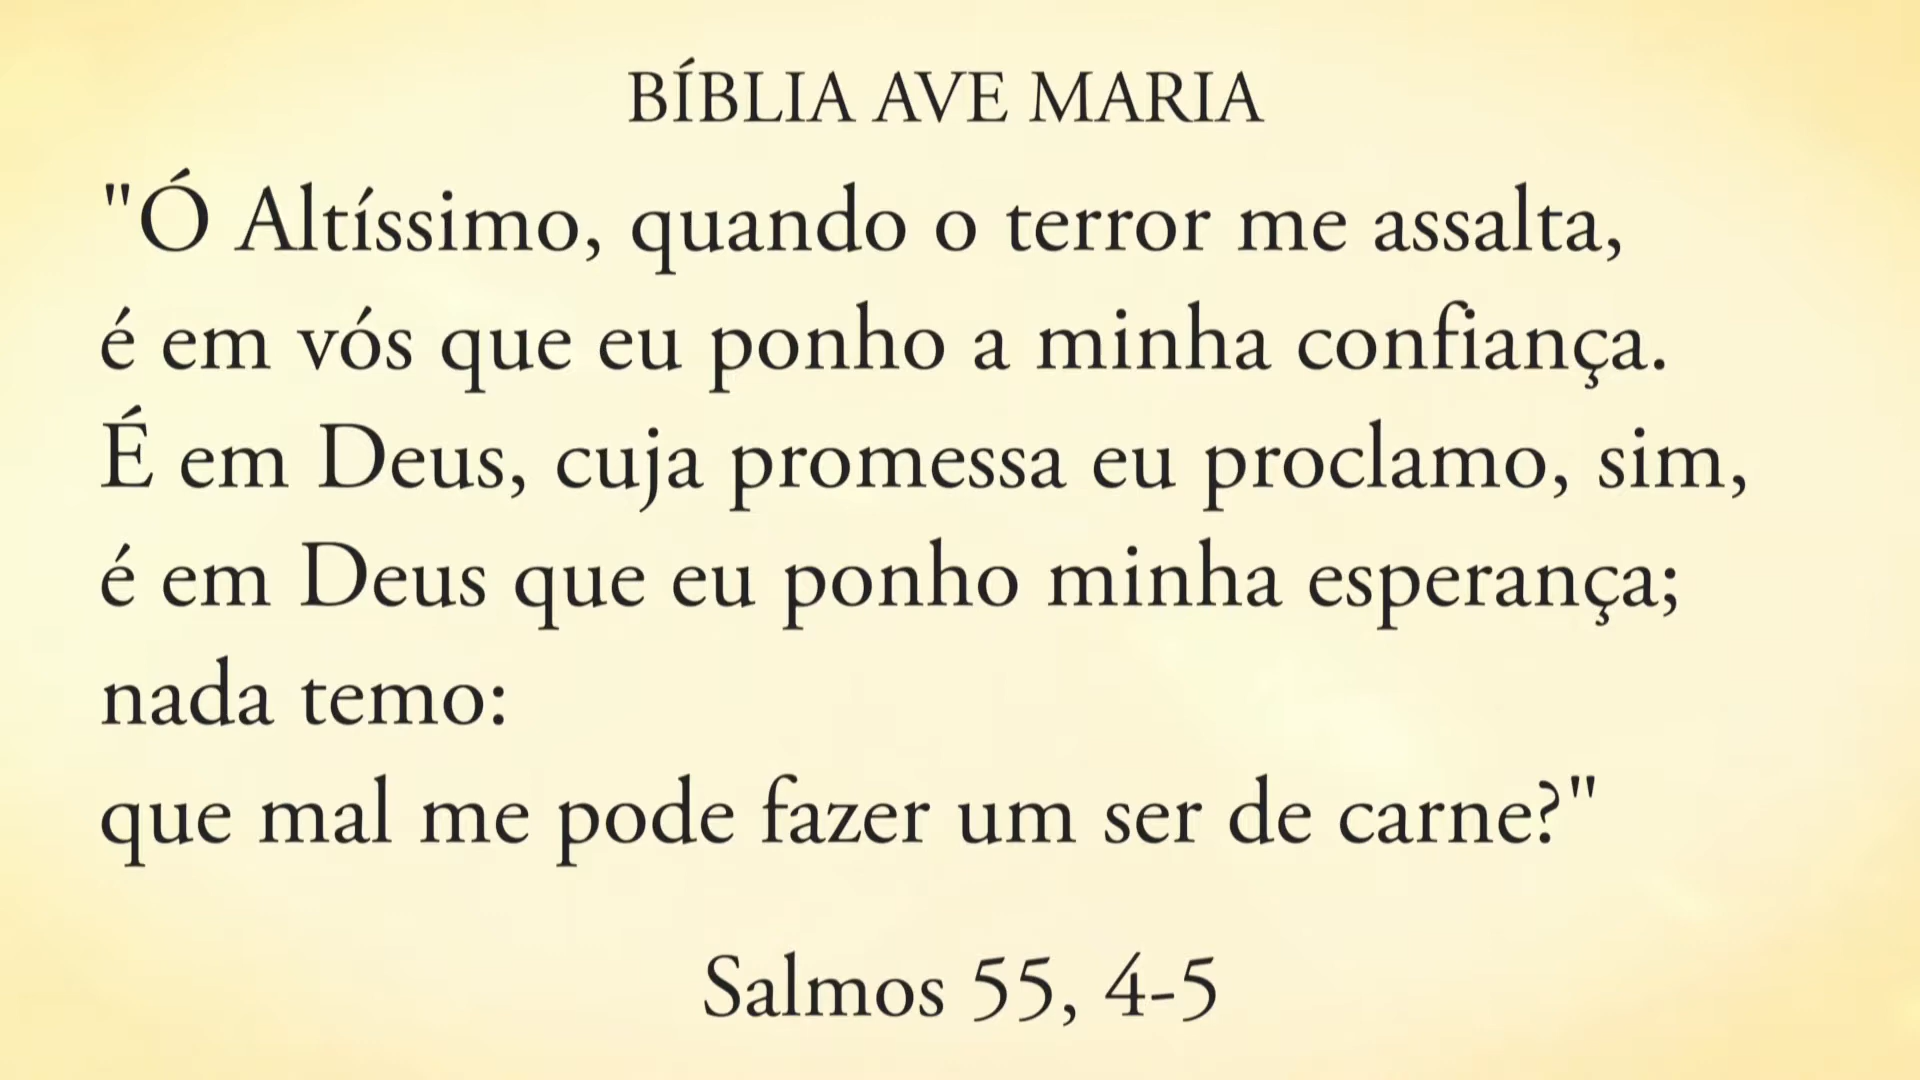 BÍBLIA AVE MARIA
"Ó Altíssimo, quando o terror me assalta,
é em vós que eu ponho a minha confiança.
É em Deus, cuja promessa eu proclamo, sim,
é em Deus que eu ponho minha esperança;
nada temo:
que mal me pode fazer um ser de carne?"
Salmos 55, 4-5